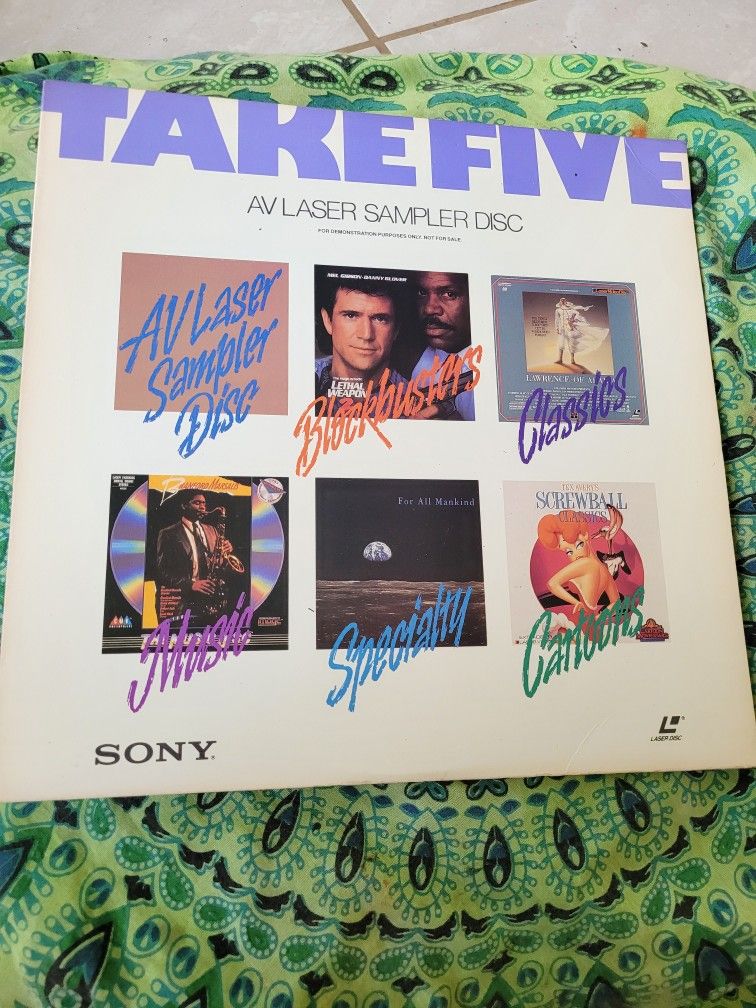 TAKE FIVE
AV LASER SAMPLER DISC
FOR DEMONSTRATION PURPOSES ONLY. NOT FOR SALE.
AV Laser
Sampler
Disc
MEL GIBSON • DANNY GLOVER
LETHAL
WEAPON
Blockbusters
LAWRENCE OF
Classics
BRANFORD MARSALIS
Music
For All Mankind
Specialty
TEX AVERY'S
SCREWBALL
CLASSICS
Cartoons
SONY
LASER DISC